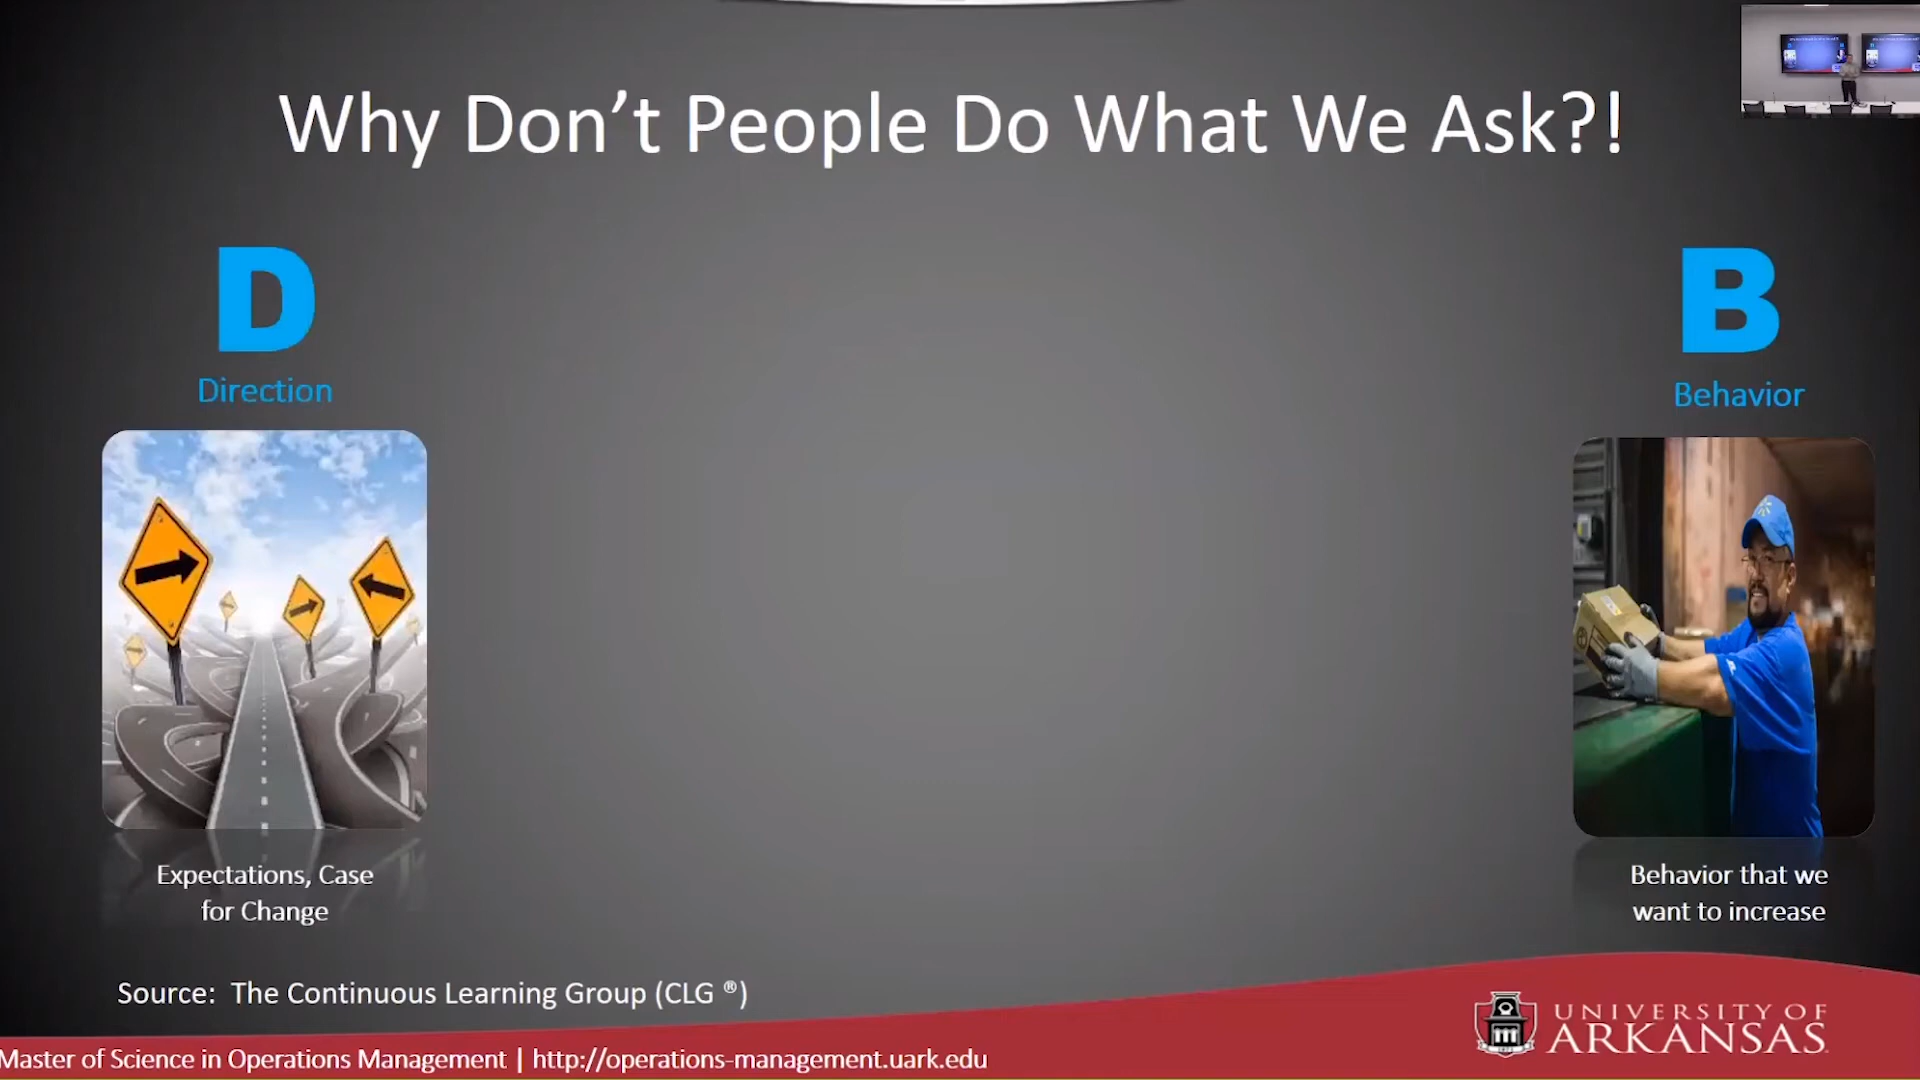 Why Don't People Do What We Ask?!
D
Direction
B
Behavior
Expectations, Case
for Change
Behavior that we
want to increase
Source: The Continuous Learning Group (CLG ®)
UNIVERSITY OF
ARKANSAS
Master of Science in Operations Management | http://operations-management.uark.edu